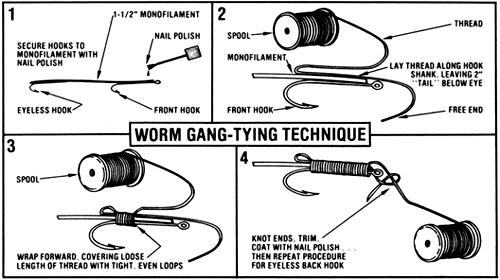 1
1-1/2" MONOFILAMENT
SECURE HOOKS TO
MONOFILAMENT WITH
NAIL POLISH
NAIL POLISH
EYELESS HOOK
FRONT HOOK
2
SPOOL
THREAD
MONOFILAMENT
LAY THREAD ALONG HOOK
SHANK. LEAVING 2"
"TAIL" BELOW EYE
FRONT HOOK
FREE END
WORM GANG-TYING TECHNIQUE
3
SPOOL
WRAP FORWARD, COVERING LOOSE
LENGTH OF THREAD WITH TIGHT. EVEN LOOPS
4
KNOT ENDS. TRIM.
COAT WITH NAIL POLISH . . .
THEN REPEAT PROCEDURE
FOR EYELESS BACK HOOK